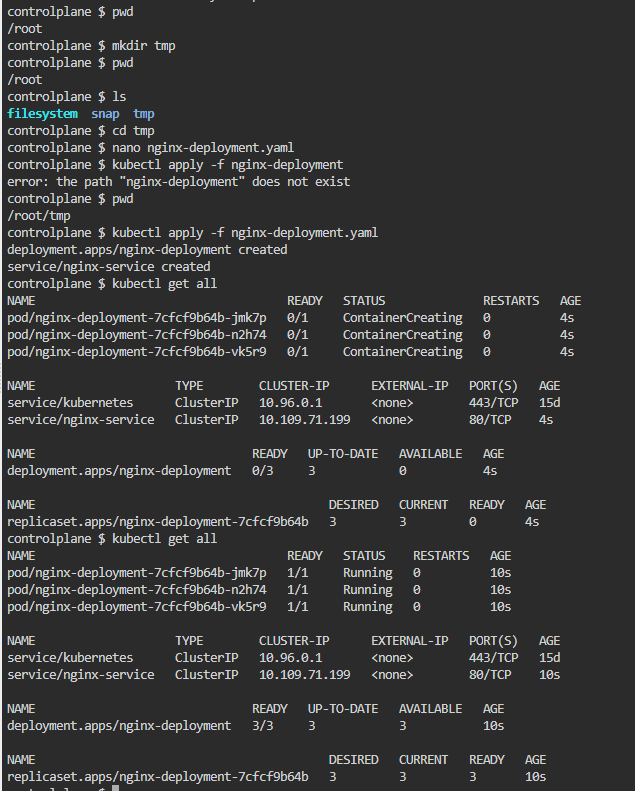 controlplane $ pwd
/root
controlplane $ mkdir tmp
controlplane $ pwd
/root
controlplane $ ls
filesystem  snap  tmp
controlplane $ cd tmp
controlplane $ nano nginx-deployment.yaml
controlplane $ kubectl apply -f nginx-deployment
error: the path "nginx-deployment" does not exist
controlplane $ pwd
/root/tmp
controlplane $ kubectl apply -f nginx-deployment.yaml
deployment.apps/nginx-deployment created
service/nginx-service created
controlplane $ kubectl get all
NAME                                    READY   STATUS              RESTARTS   AGE
pod/nginx-deployment-7cfcf9b64b-jmk7p   0/1     ContainerCreating   0          4s
pod/nginx-deployment-7cfcf9b64b-n2h74   0/1     ContainerCreating   0          4s
pod/nginx-deployment-7cfcf9b64b-vk5r9   0/1     ContainerCreating   0          4s

NAME                    TYPE        CLUSTER-IP      EXTERNAL-IP   PORT(S)   AGE
service/kubernetes      ClusterIP   10.96.0.1       <none>        443/TCP   15d
service/nginx-service   ClusterIP   10.109.71.199   <none>        80/TCP    4s

NAME                               READY   UP-TO-DATE   AVAILABLE   AGE
deployment.apps/nginx-deployment   0/3     3            0           4s

NAME                                          DESIRED   CURRENT   READY   AGE
replicaset.apps/nginx-deployment-7cfcf9b64b   3         3         0       4s
controlplane $ kubectl get all
NAME                                    READY   STATUS    RESTARTS   AGE
pod/nginx-deployment-7cfcf9b64b-jmk7p   1/1     Running   0          10s
pod/nginx-deployment-7cfcf9b64b-n2h74   1/1     Running   0          10s
pod/nginx-deployment-7cfcf9b64b-vk5r9   1/1     Running   0          10s

NAME                    TYPE        CLUSTER-IP      EXTERNAL-IP   PORT(S)   AGE
service/kubernetes      ClusterIP   10.96.0.1       <none>        443/TCP   15d
service/nginx-service   ClusterIP   10.109.71.199   <none>        80/TCP    10s

NAME                               READY   UP-TO-DATE   AVAILABLE   AGE
deployment.apps/nginx-deployment   3/3     3            3           10s

NAME                                          DESIRED   CURRENT   READY   AGE
replicaset.apps/nginx-deployment-7cfcf9b64b   3         3         3       10s
controlplane $